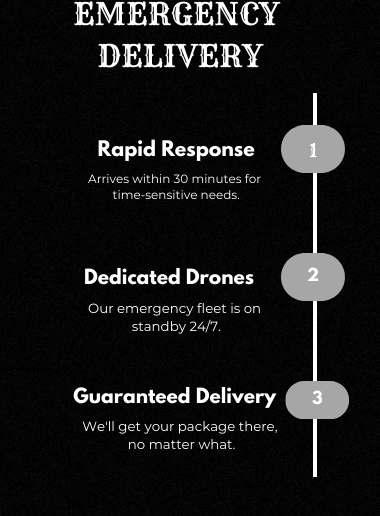 EMERGENCY
DELIVERY
Rapid Response
1
Arrives within 30 minutes for
time-sensitive needs.
Dedicated Drones
2
Our emergency fleet is on
standby 24/7.
Guaranteed Delivery
3
We'll get your package there,
no matter what.